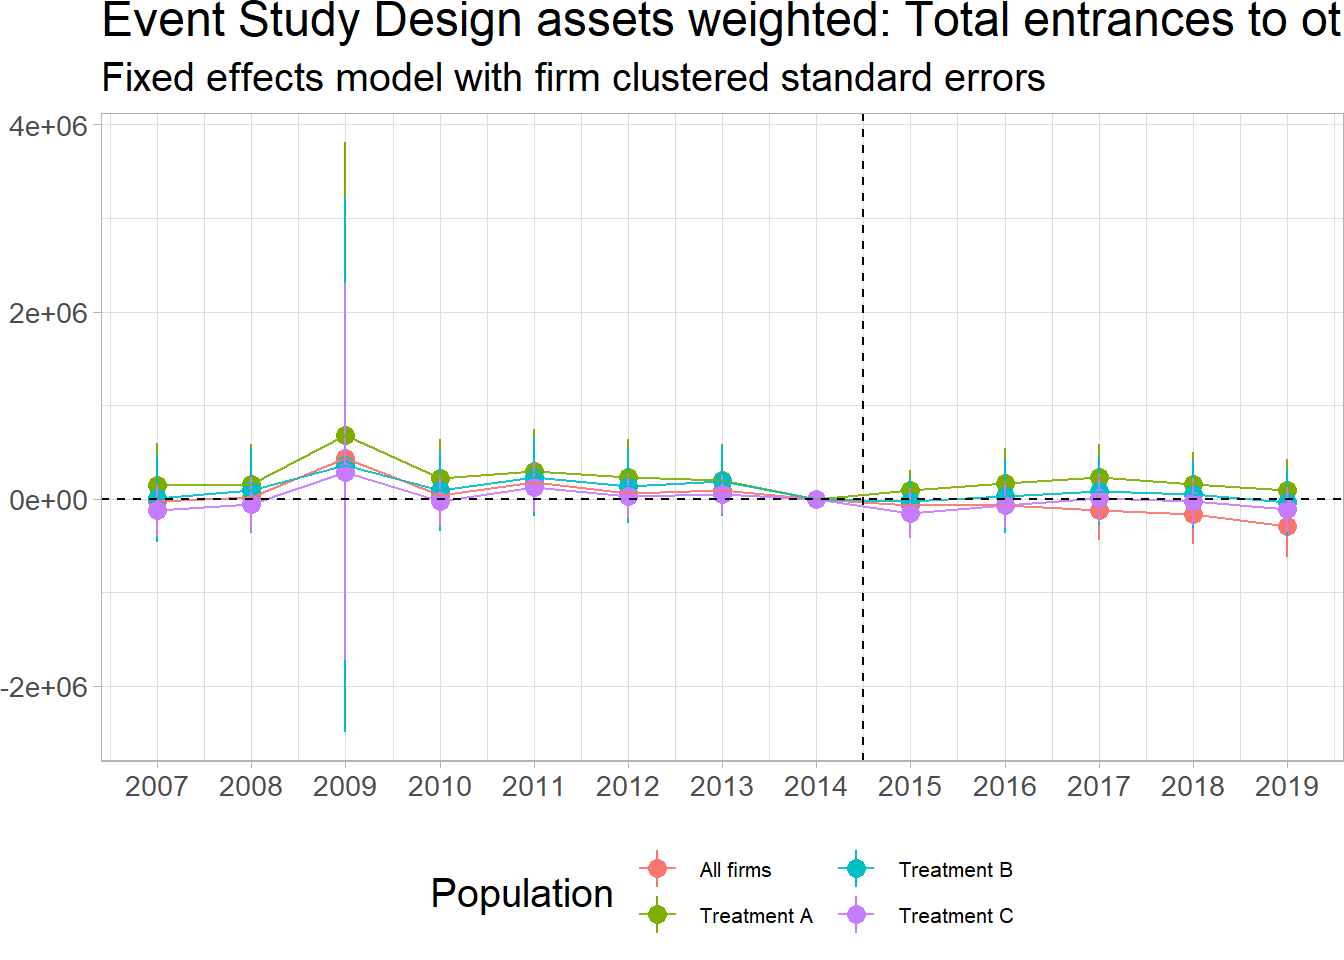 Event Study Design assets weighted: Total entrances to ot
Fixed effects model with firm clustered standard errors
4e+06
2e+06
0e+00
-2e+06
2007 2008 2009 2010 2011 2012 2013 2014 2015 2016 2017 2018 2019
Population
All firms
Treatment A
Treatment B
Treatment C